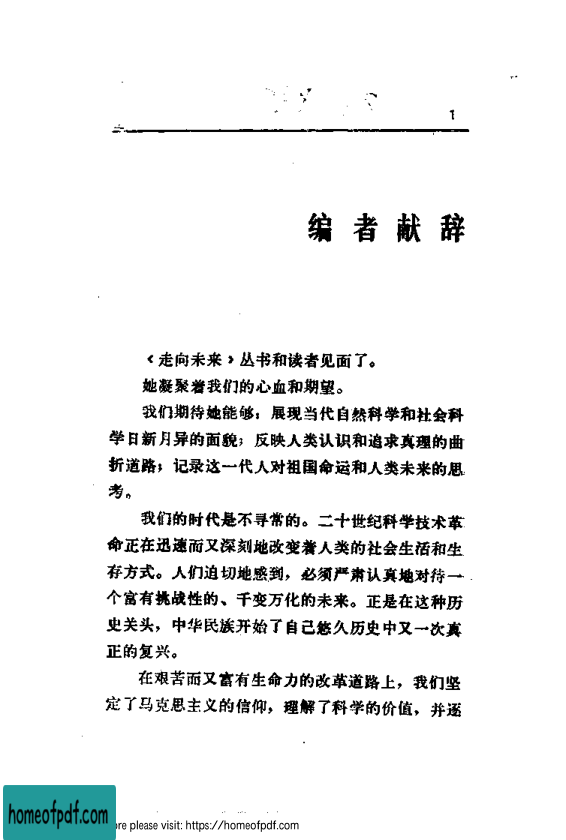 1
编者献辞
《走向未来》丛书和读者见面了。
她凝聚着我们的心血和期望。
我们期待她能够：展现当代自然科学和社会科
学日新月异的面貌；反映人类认识和追求真理的曲
折道路；记录这一代人对祖国命运和人类未来的思
考。
我们的时代是不寻常的。二十世纪科学技术革
命正在迅速而又深刻地改变着人类的社会生活和生
存方式。人们迫切地感到，必须严肃认真地对待一
个富有挑战性的、千变万化的未来。正是在这种历
史关头，中华民族开始了自己悠久历史中又一次真
正的复兴。
在艰苦而又富有生命力的改革道路上，我们坚
定了马克思主义的信仰，理解了科学的价值，并逐
homeofpdf.com
ore please visit: https://homeofpdf.com